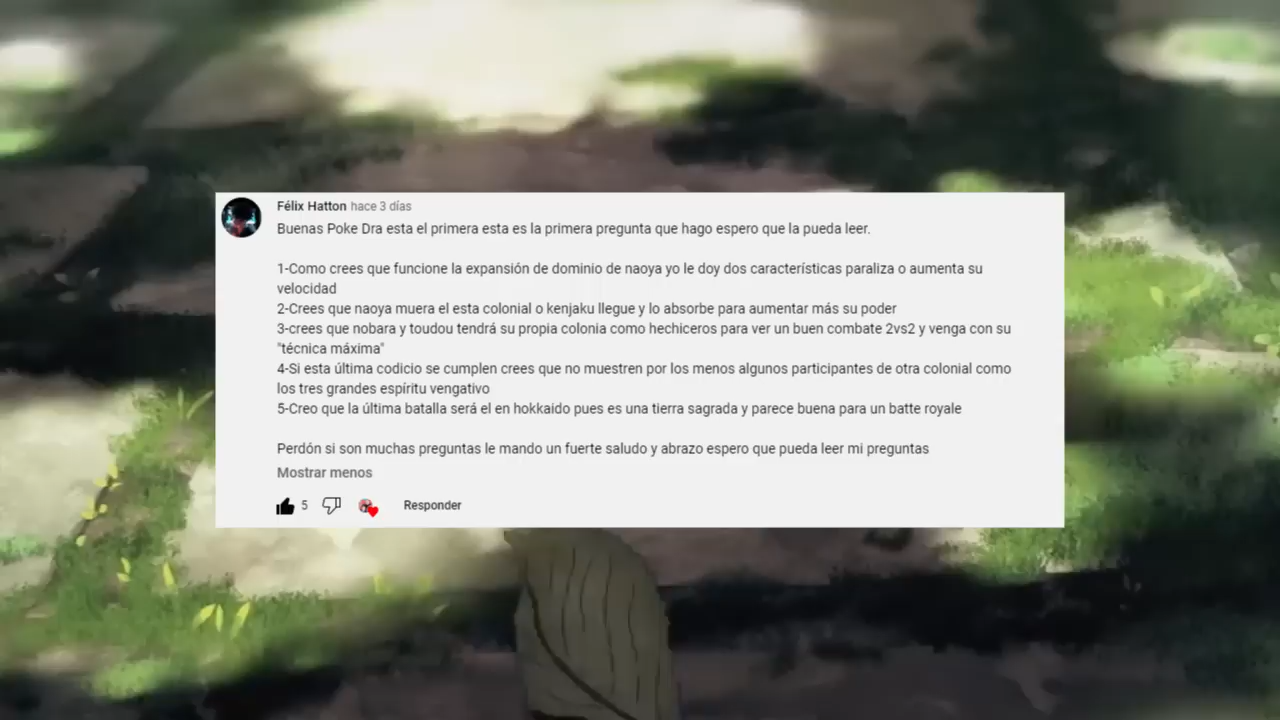 Félix Hatton hace 3 días
Buenas Poke Dra esta el primera esta es la primera pregunta que hago espero que la pueda leer.
1-Como crees que funcione la expansión de dominio de naoya yo le doy dos características paraliza o aumenta su
velocidad
2-Crees que naoya muera el esta colonial o kenjaku llegue y lo absorbe para aumentar más su poder
3-crees que nobara y toudou tendrá su propia colonia como hechiceros para ver un buen combate 2vs2 y venga con su
"técnica máxima"
4-Si esta última codicio se cumplen crees que no muestren por los menos algunos participantes de otra colonial como
los tres grandes espíritu vengativo
5-Creo que la última batalla será el en hokkaido pues es una tierra sagrada y parece buena para un batte royale
Perdón si son muchas preguntas le mando un fuerte saludo y abrazo espero que pueda leer mi preguntas
Mostrar menos
5 Responder